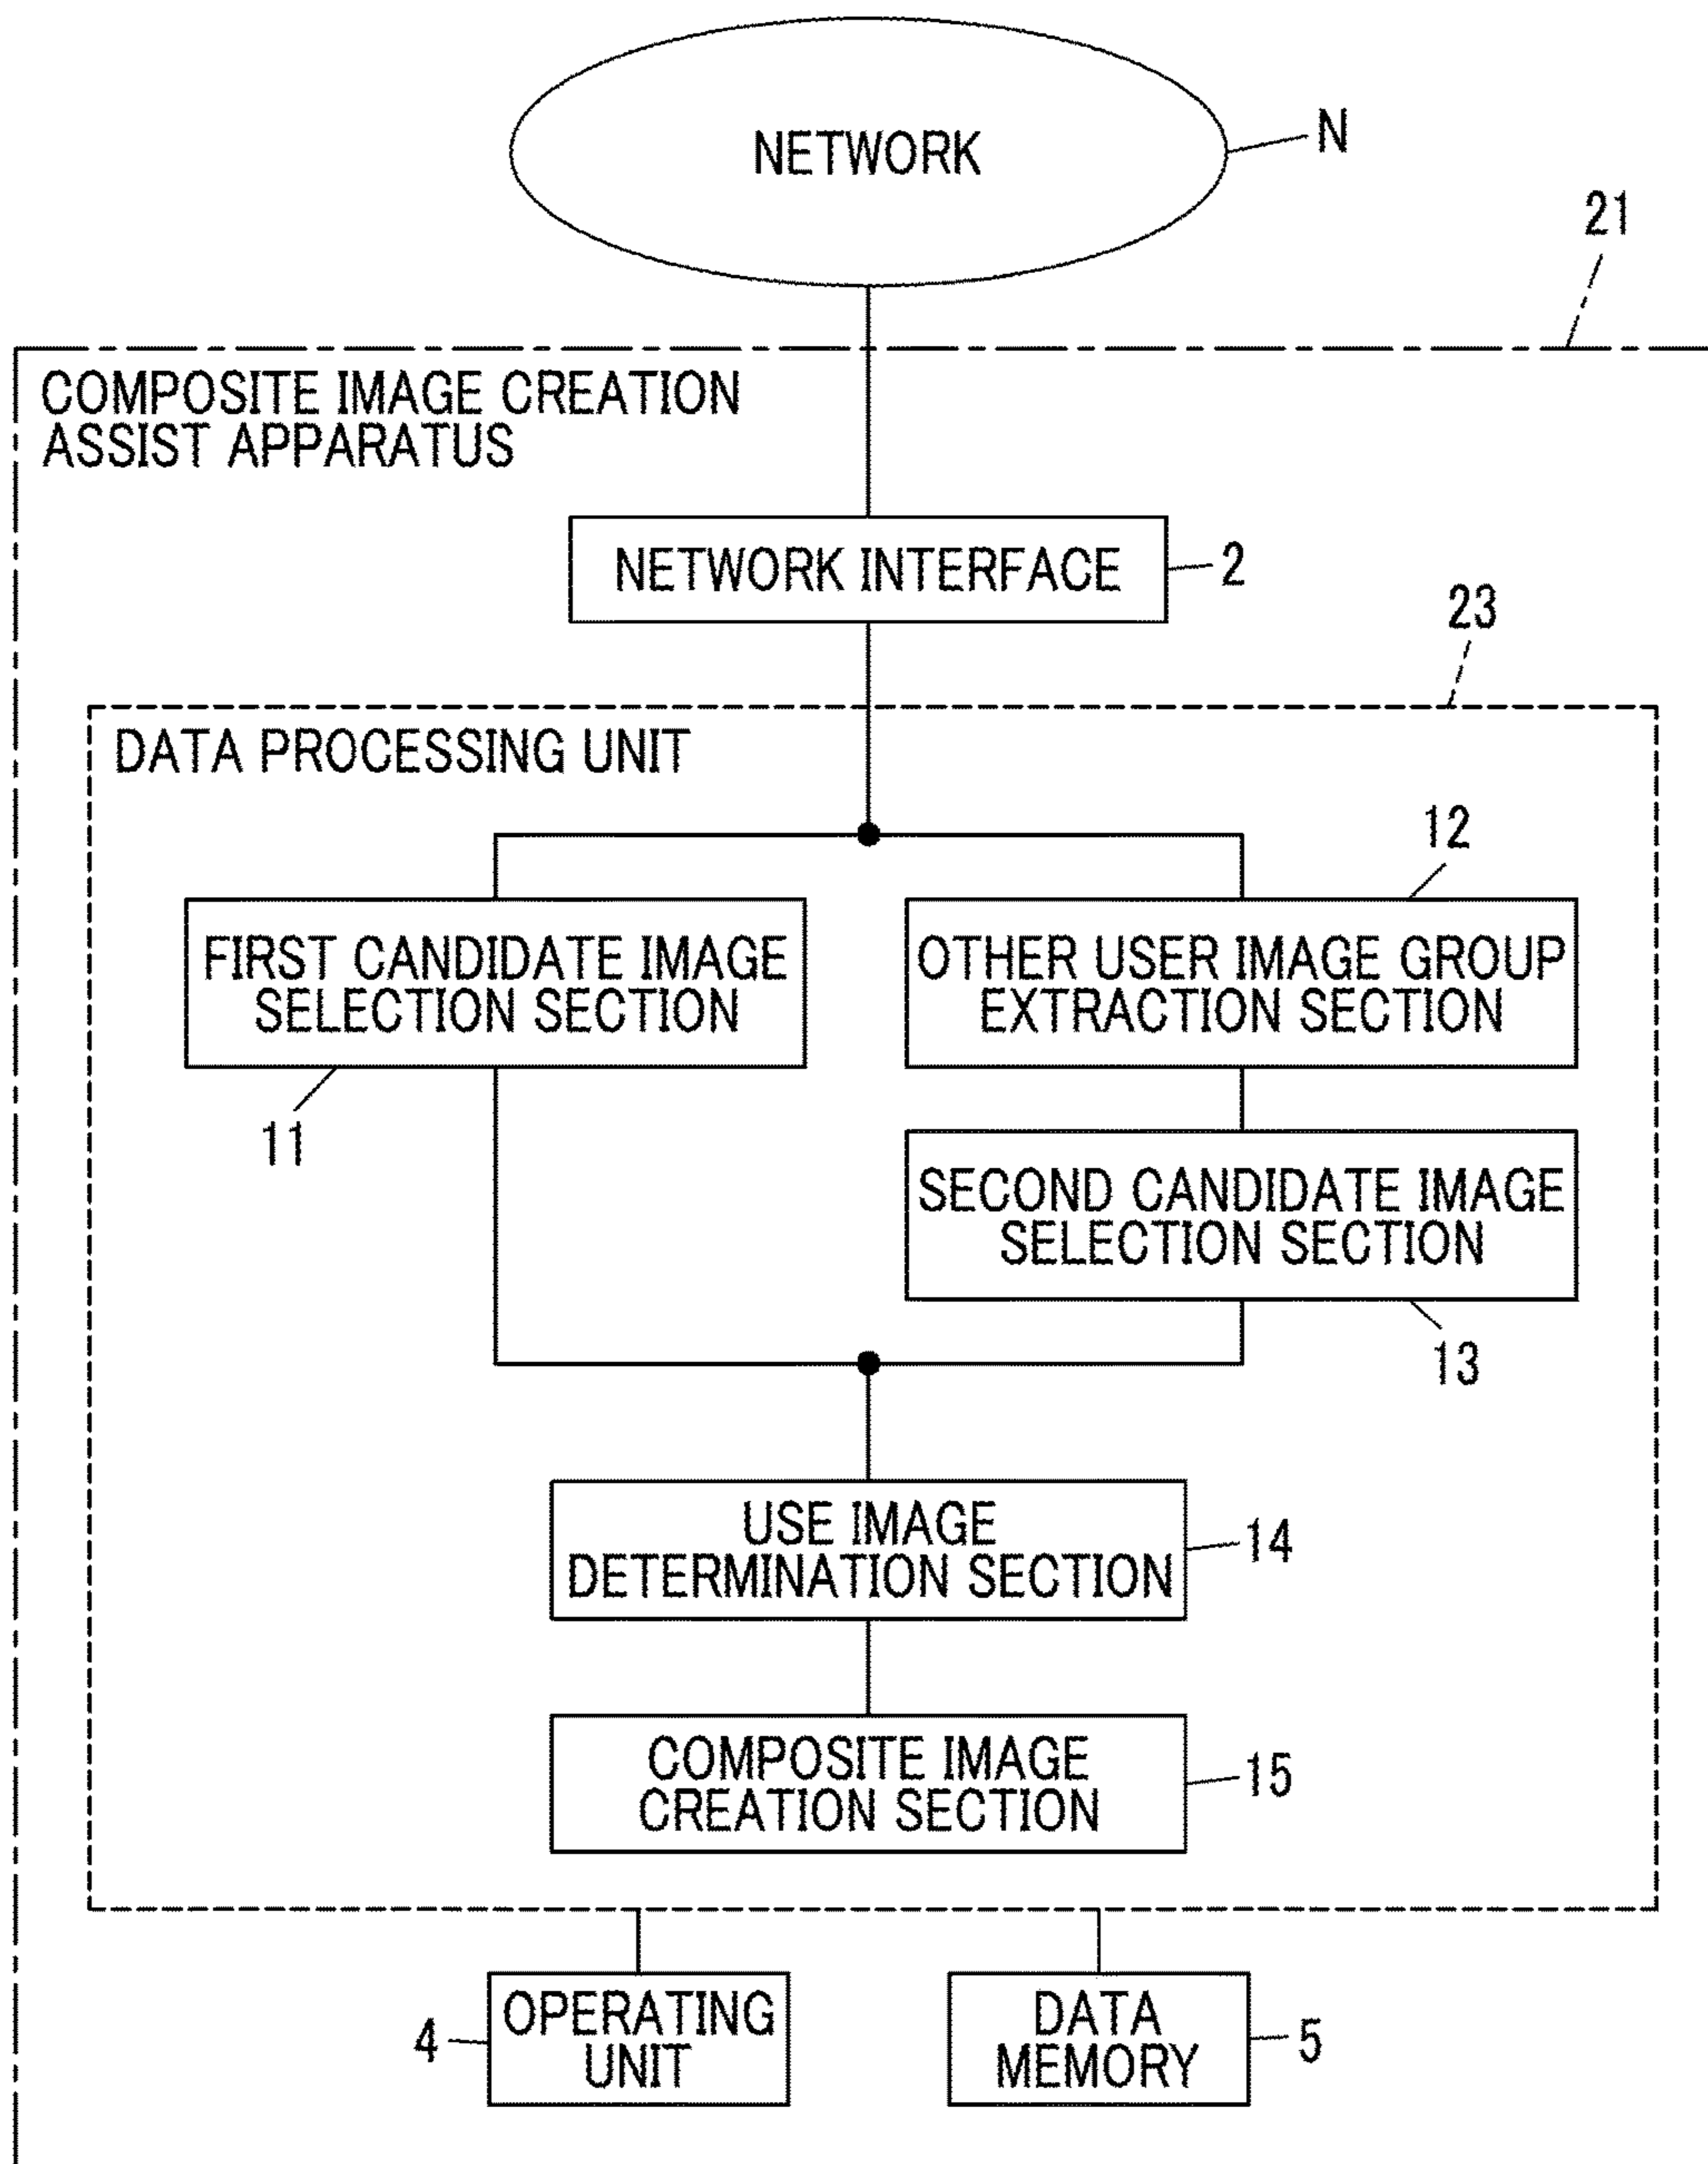 NETWORK
N
21
COMPOSITE IMAGE CREATION
ASSIST APPARATUS
NETWORK INTERFACE
2
23
DATA PROCESSING UNIT
12
FIRST CANDIDATE IMAGE
SELECTION SECTION
OTHER USER IMAGE GROUP
EXTRACTION SECTION
11
SECOND CANDIDATE IMAGE
SELECTION SECTION
13
USE IMAGE
DETERMINATION SECTION
14
COMPOSITE IMAGE
CREATION SECTION
15
4
OPERATING
UNIT
DATA
MEMORY
5